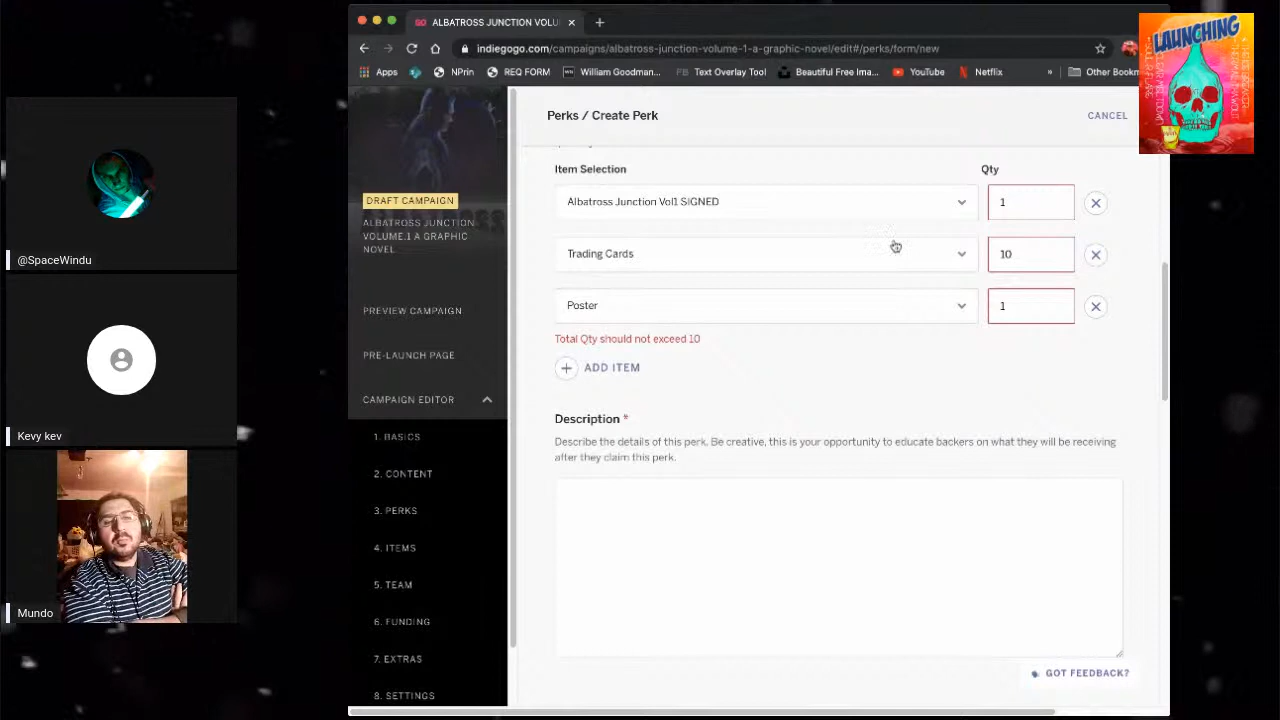 @SpaceWindu
Kevy kev
Mundo
ALBATROSS JUNCTION VOLU
indiegogo.com/campaigns/albatross-junction-volume-1-a-graphic-novel/edit#/perks/form/new
Apps
NPrin
REQ FORM
William Goodman...
Text Overlay Tool
Beautiful Free Ima...
YouTube
Netflix
»
Other Bookm
LAUNCHING
DRAFT CAMPAIGN
ALBATROSS JUNCTION
VOLUME.1 A GRAPHIC
NOVEL
PREVIEW CAMPAIGN
PRE-LAUNCH PAGE
CAMPAIGN EDITOR
1. BASICS
2. CONTENT
3. PERKS
4. ITEMS
5. TEAM
6. FUNDING
7. EXTRAS
8. SETTINGS
Perks / Create Perk
CANCEL
Item Selection
Qty
Albatross Junction Vol1 SIGNED
1
Trading Cards
10
Poster
1
Total Qty should not exceed 10
ADD ITEM
Description *
Describe the details of this perk. Be creative, this is your opportunity to educate backers on what they will be receiving
after they claim this perk.
GOT FEEDBACK?